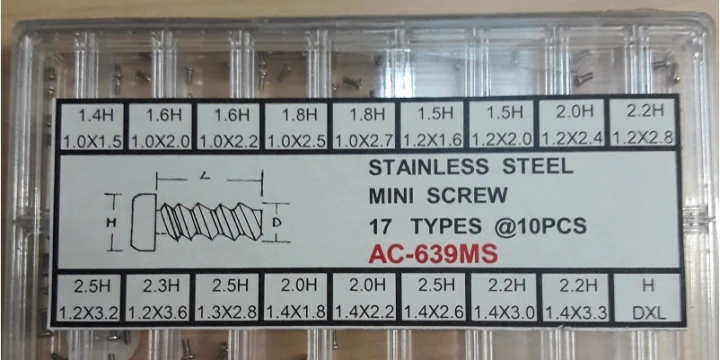 1.4H 1.6H 1.6H 1.8H 1.8H 1.5H 1.5H 2.0H 2.2H
1.0X1.5 1.0X2.0 1.0X2.2 1.0X2.5 1.0X2.7 1.2X1.6 1.2X2.0 1.2X2.4 1.2X2.8
L
H
D
STAINLESS STEEL
MINI SCREW
17 TYPES @10PCS
AC-639MS
2.5H 2.3H 2.5H 2.0H 2.0H 2.5H 2.2H 2.2H H
1.2X3.2 1.2X3.6 1.3X2.8 1.4X1.8 1.4X2.2 1.4X2.6 1.4X3.0 1.4X3.3 DXL